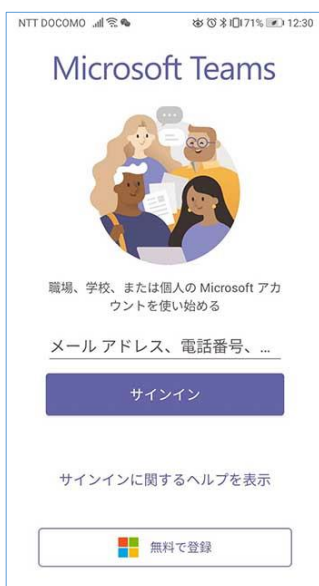 NTT DOCOMO 71% 12:30
Microsoft Teams
職場、学校、または個人の Microsoft アカ
ウントを使い始める
メール アドレス、電話番号、...
サインイン
サインインに関するヘルプを表示
無料で登録